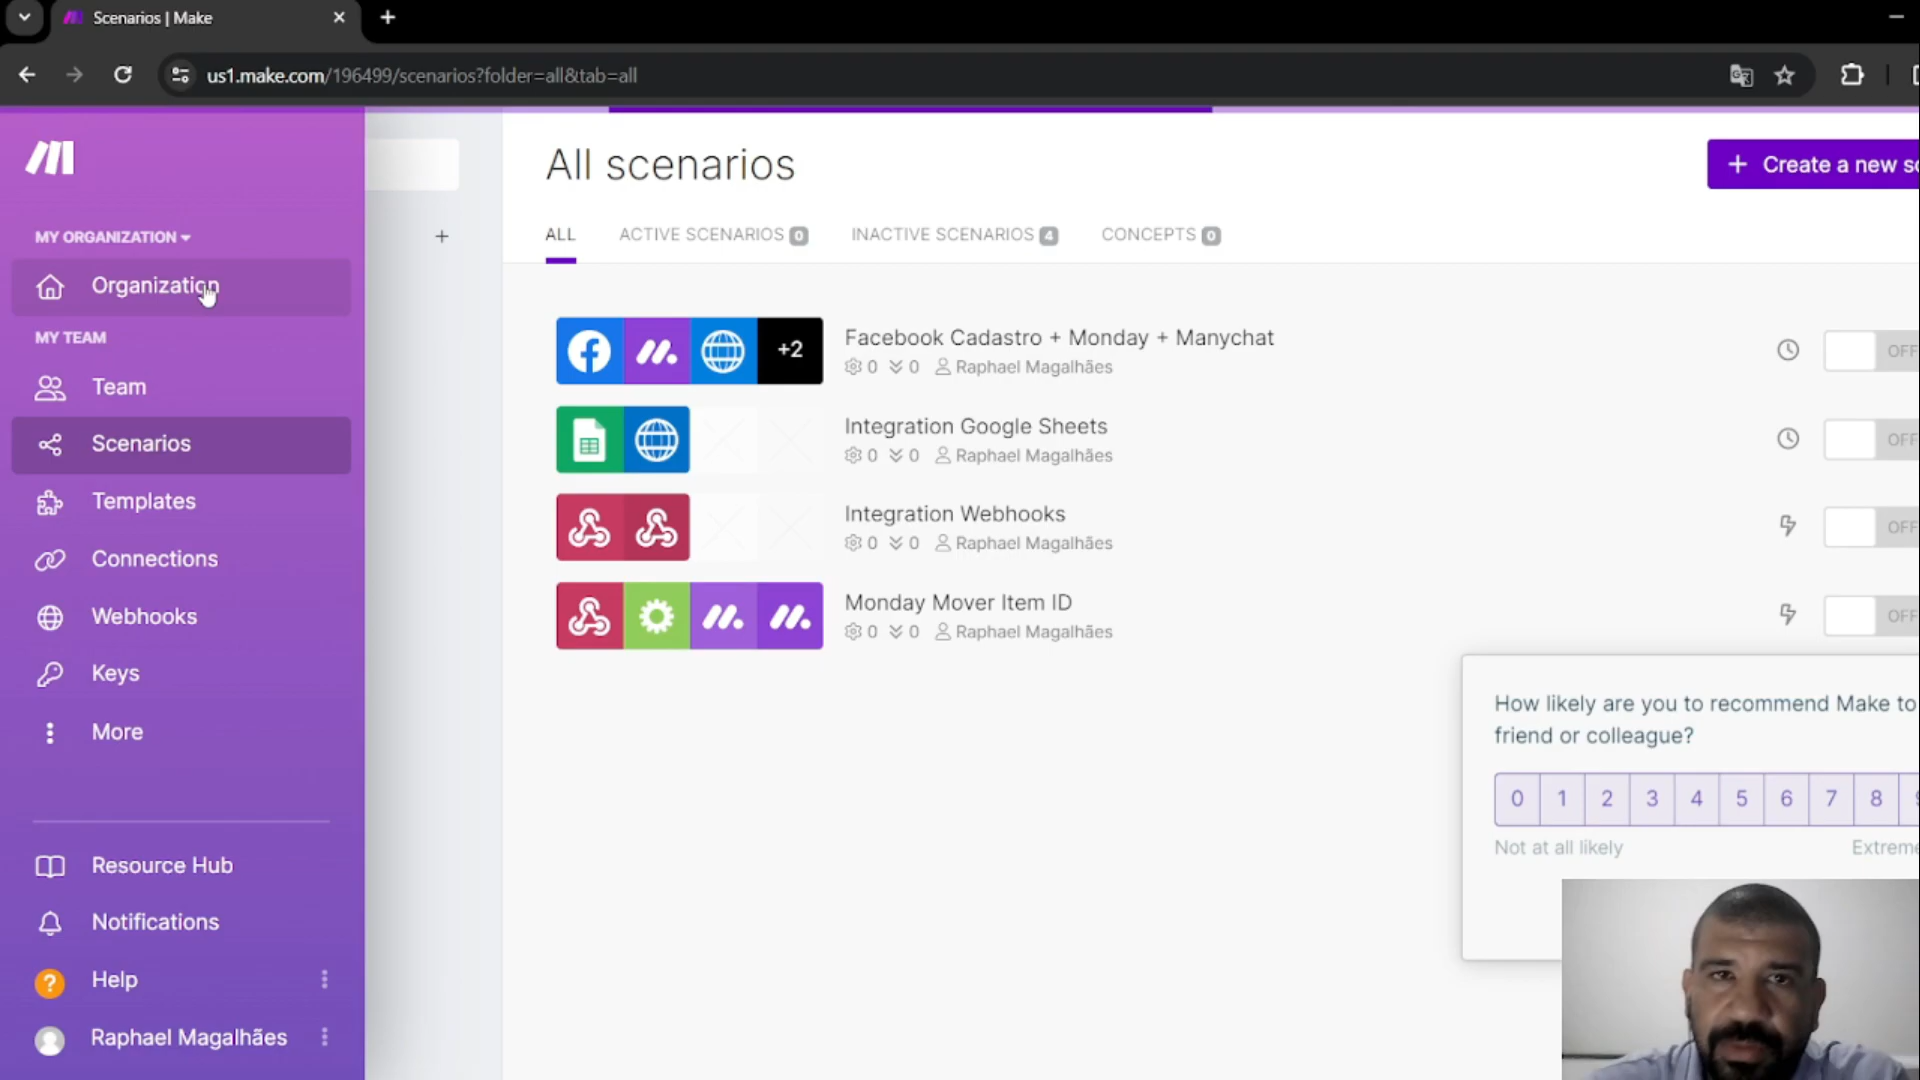 Scenarios | Make
us1.make.com/196499/scenarios?folder=all&tab=all
MY ORGANIZATION
Organization
MY TEAM
Team
Scenarios
Templates
Connections
Webhooks
Keys
More
Resource Hub
Notifications
? Help
Raphael Magalhães
All scenarios
+ Create a new sc
ALL
ACTIVE SCENARIOS 0
INACTIVE SCENARIOS 4
CONCEPTS 0
+2
Facebook Cadastro + Monday + Manychat
0 0 Raphael Magalhães
OFF
Integration Google Sheets
0 0 Raphael Magalhães
OFF
Integration Webhooks
0 0 Raphael Magalhães
OFF
Monday Mover Item ID
0 0 Raphael Magalhães
OFF
How likely are you to recommend Make to
friend or colleague?
0 1 2 3 4 5 6 7 8
Not at all likely
Extreme